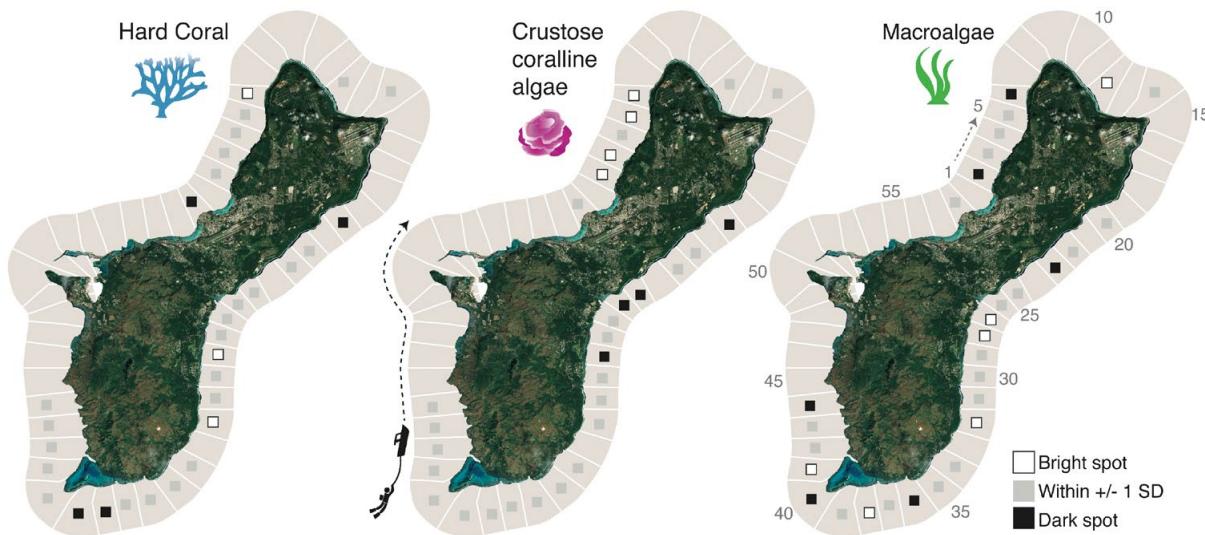 Hard Coral
Crustose
coralline
algae
Macroalgae
10
5
15
1
55
20
50
25
45
30
40
35
Bright spot
Within +/- 1 SD
Dark spot